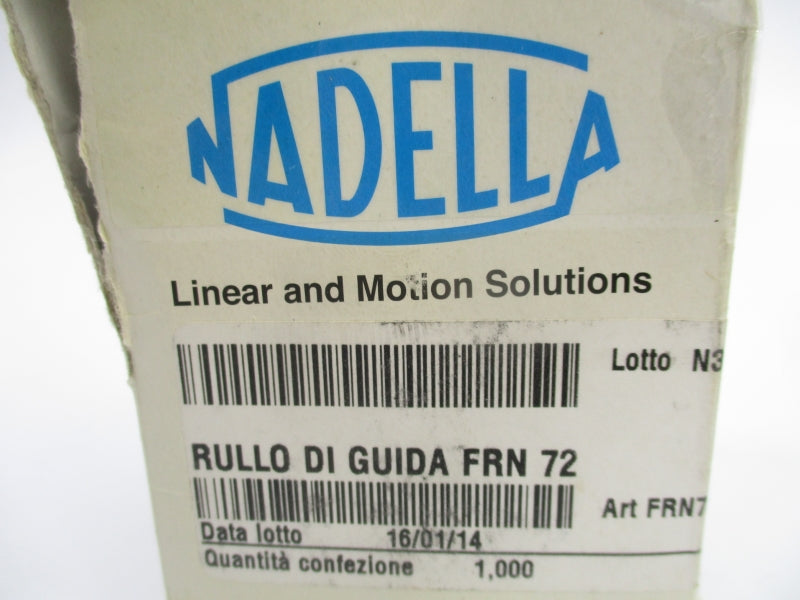 NADELLA
Linear and Motion Solutions
Lotto N3
RULLO DI GUIDA FRN 72
Art FRN7
Data lotto 16/01/14
Quantità confezione 1,000